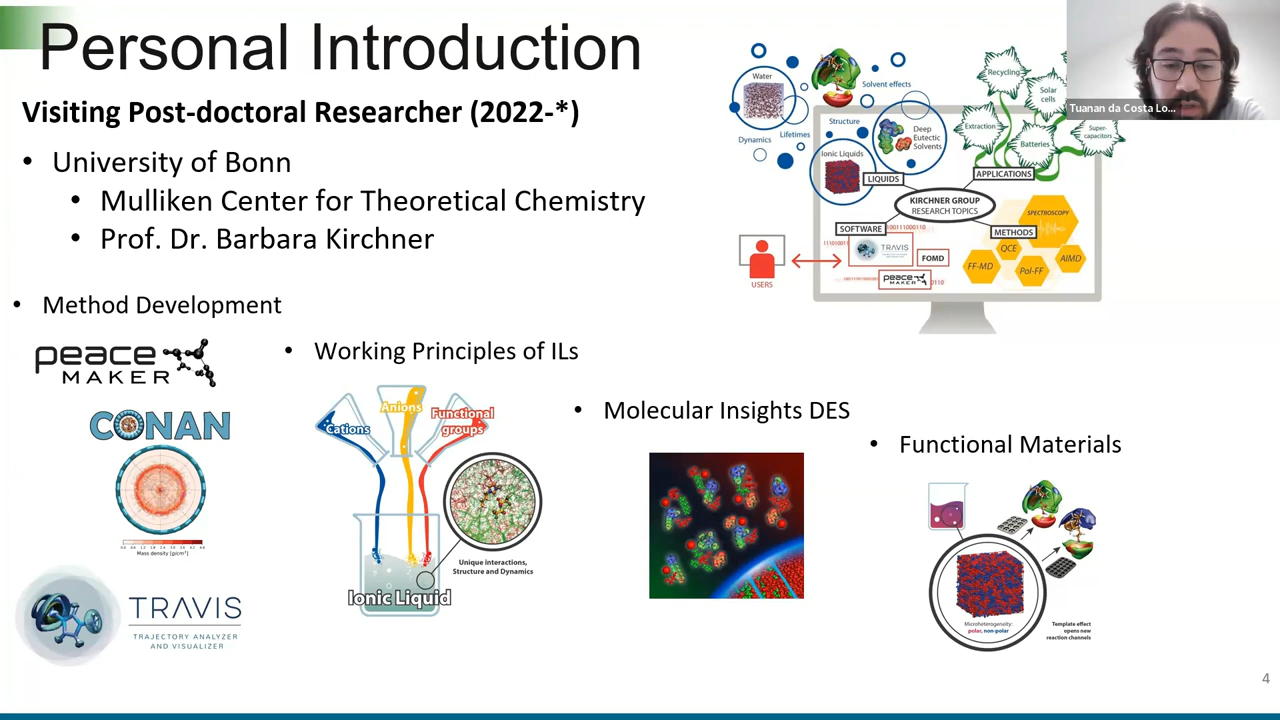 Personal Introduction
Visiting Post-doctoral Researcher (2022-*)
• University of Bonn
• Mulliken Center for Theoretical Chemistry
• Prof. Dr. Barbara Kirchner
• Method Development
peace
MAKER
CONAN
Mass density [g/cm³]
TRAVIS
TRAJECTORY ANALYZER
AND VISUALIZER
• Working Principles of ILs
Cations
Anions
Functional
groups
Unique interactions,
Structure and Dynamics
Ionic Liquid
• Molecular Insights DES
• Functional Materials
Microheterogeneity:
polar, non-polar
Template effect
opens new
reaction channels
Water
Solvent effects
Dynamics
Lifetimes
Structure
Deep
Eutectic
Solvents
Ionic Liquids
LIQUIDS
Recycling
Solar
cells
Extraction
Batteries
Super-
capacitors
APPLICATIONS
KIRCHNER GROUP
RESEARCH TOPICS
SOFTWARE
METHODS
SPECTROSCOPY
QCE
FF-MD
Pol-FF
AIMD
TRAVIS
FOMD
peace
MAKER
USERS
Tuanan da Costa Lo...
4